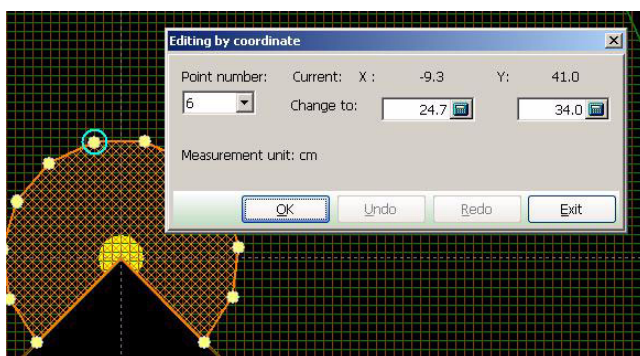 Editing by coordinate
Point number: Current: X : -9.3 Y: 41.0
6 Change to: 24.7 34.0
Measurement unit: cm
OK Undo Redo Exit